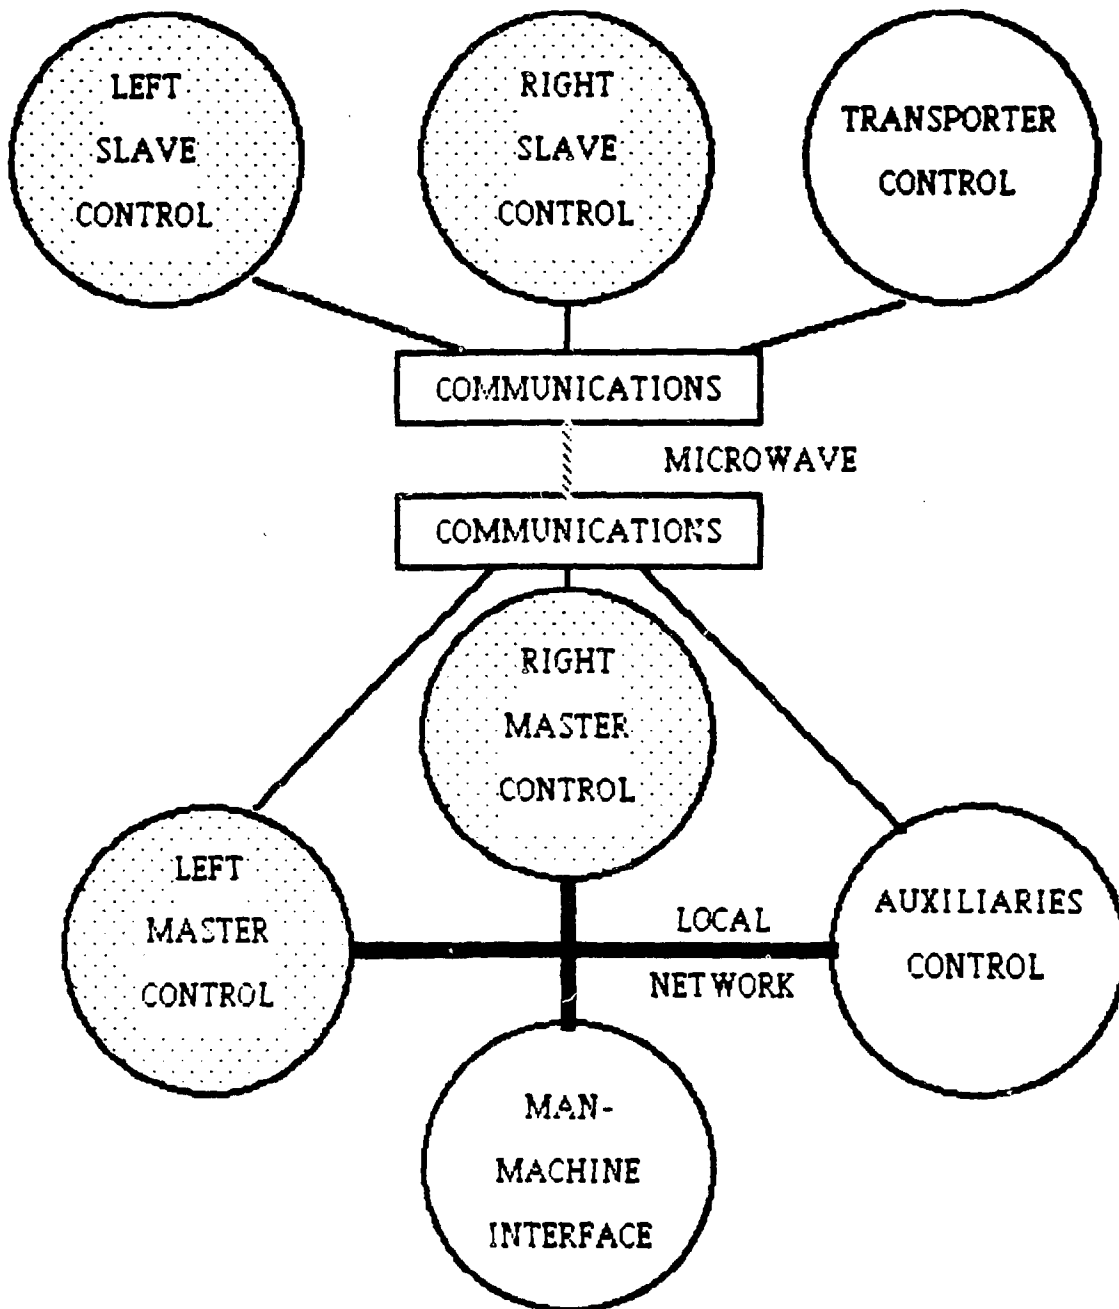 LEFT
SLAVE
CONTROL
RIGHT
SLAVE
CONTROL
TRANSPORTER
CONTROL
COMMUNICATIONS
MICROWAVE
COMMUNICATIONS
RIGHT
MASTER
CONTROL
LEFT
MASTER
CONTROL
LOCAL
NETWORK
AUXILIARIES
CONTROL
MAN-
MACHINE
INTERFACE